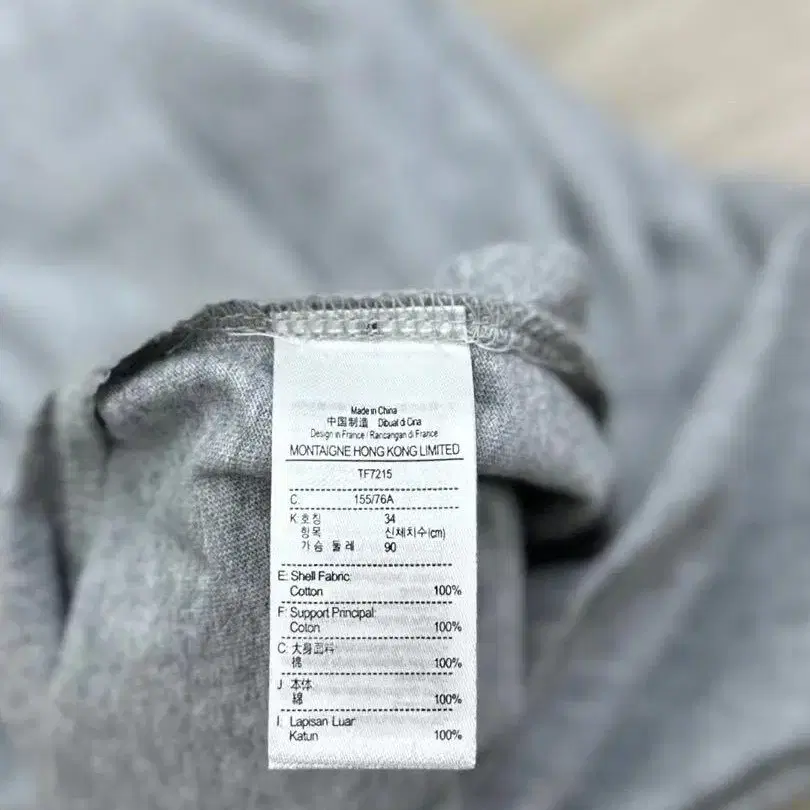 Made in China
中国制造 Dibuat di Cina
Design in France / Rancangan di France
MONTAIGNE HONG KONG LIMITED
TF7215
C. 155/76A
K 호칭 34
항목 신체치수(cm)
가슴 둘레 90
E: Shell Fabric:
Cotton 100%
F: Support Principal:
Coton 100%
C: 大身面料:
棉 100%
J 本体
綿 100%
I: Lapisan Luar
Katun 100%